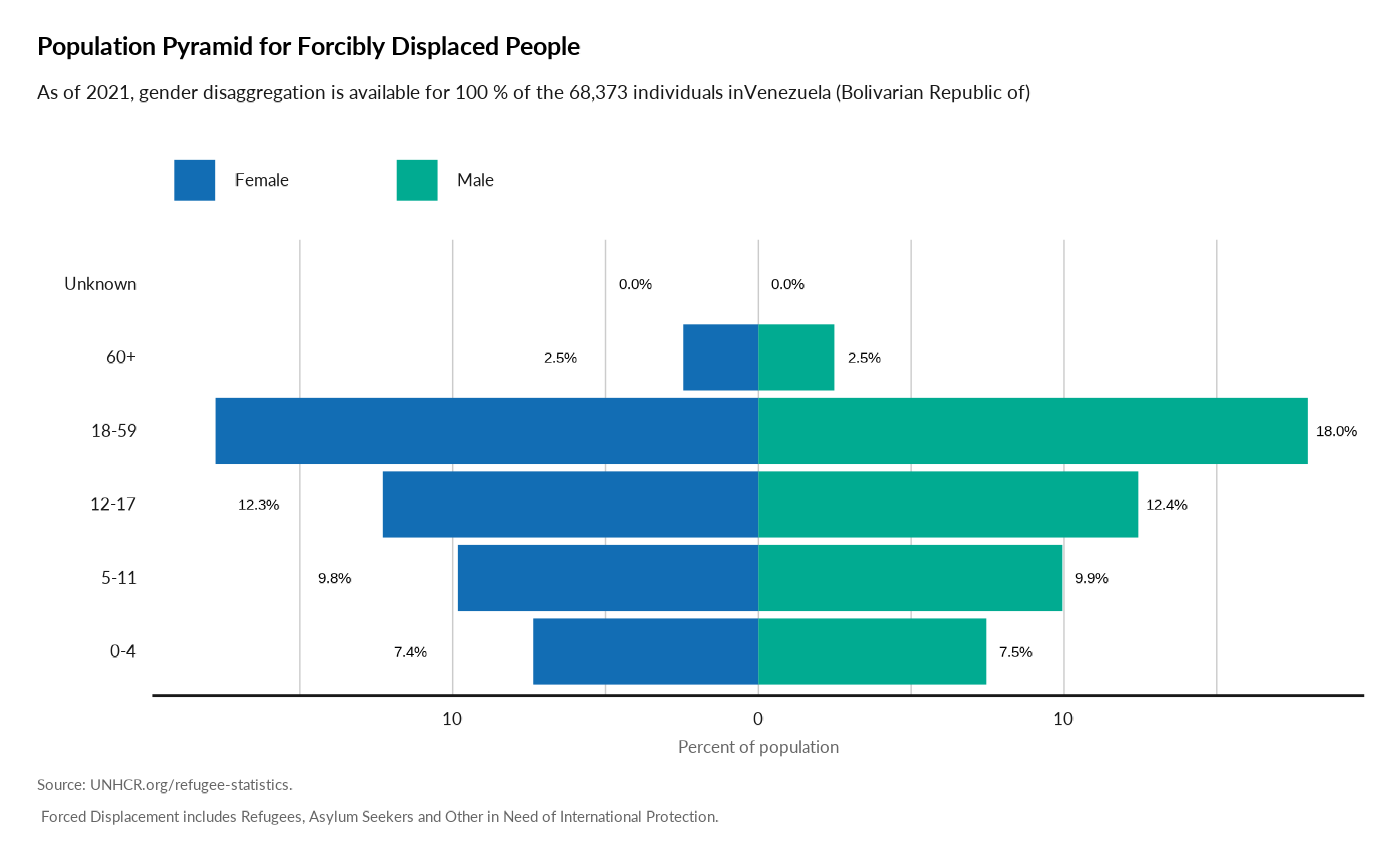 Population Pyramid for Forcibly Displaced People
As of 2021, gender disaggregation is available for 100 % of the 68,373 individuals inVenezuela (Bolivarian Republic of)
Female
Male
Unknown 0.0% 0.0%
60+ 2.5% 2.5%
18-59 18.0%
12-17 12.3% 12.4%
5-11 9.8% 9.9%
0-4 7.4% 7.5%
10 0 10
Percent of population
Source: UNHCR.org/refugee-statistics.
Forced Displacement includes Refugees, Asylum Seekers and Other in Need of International Protection.